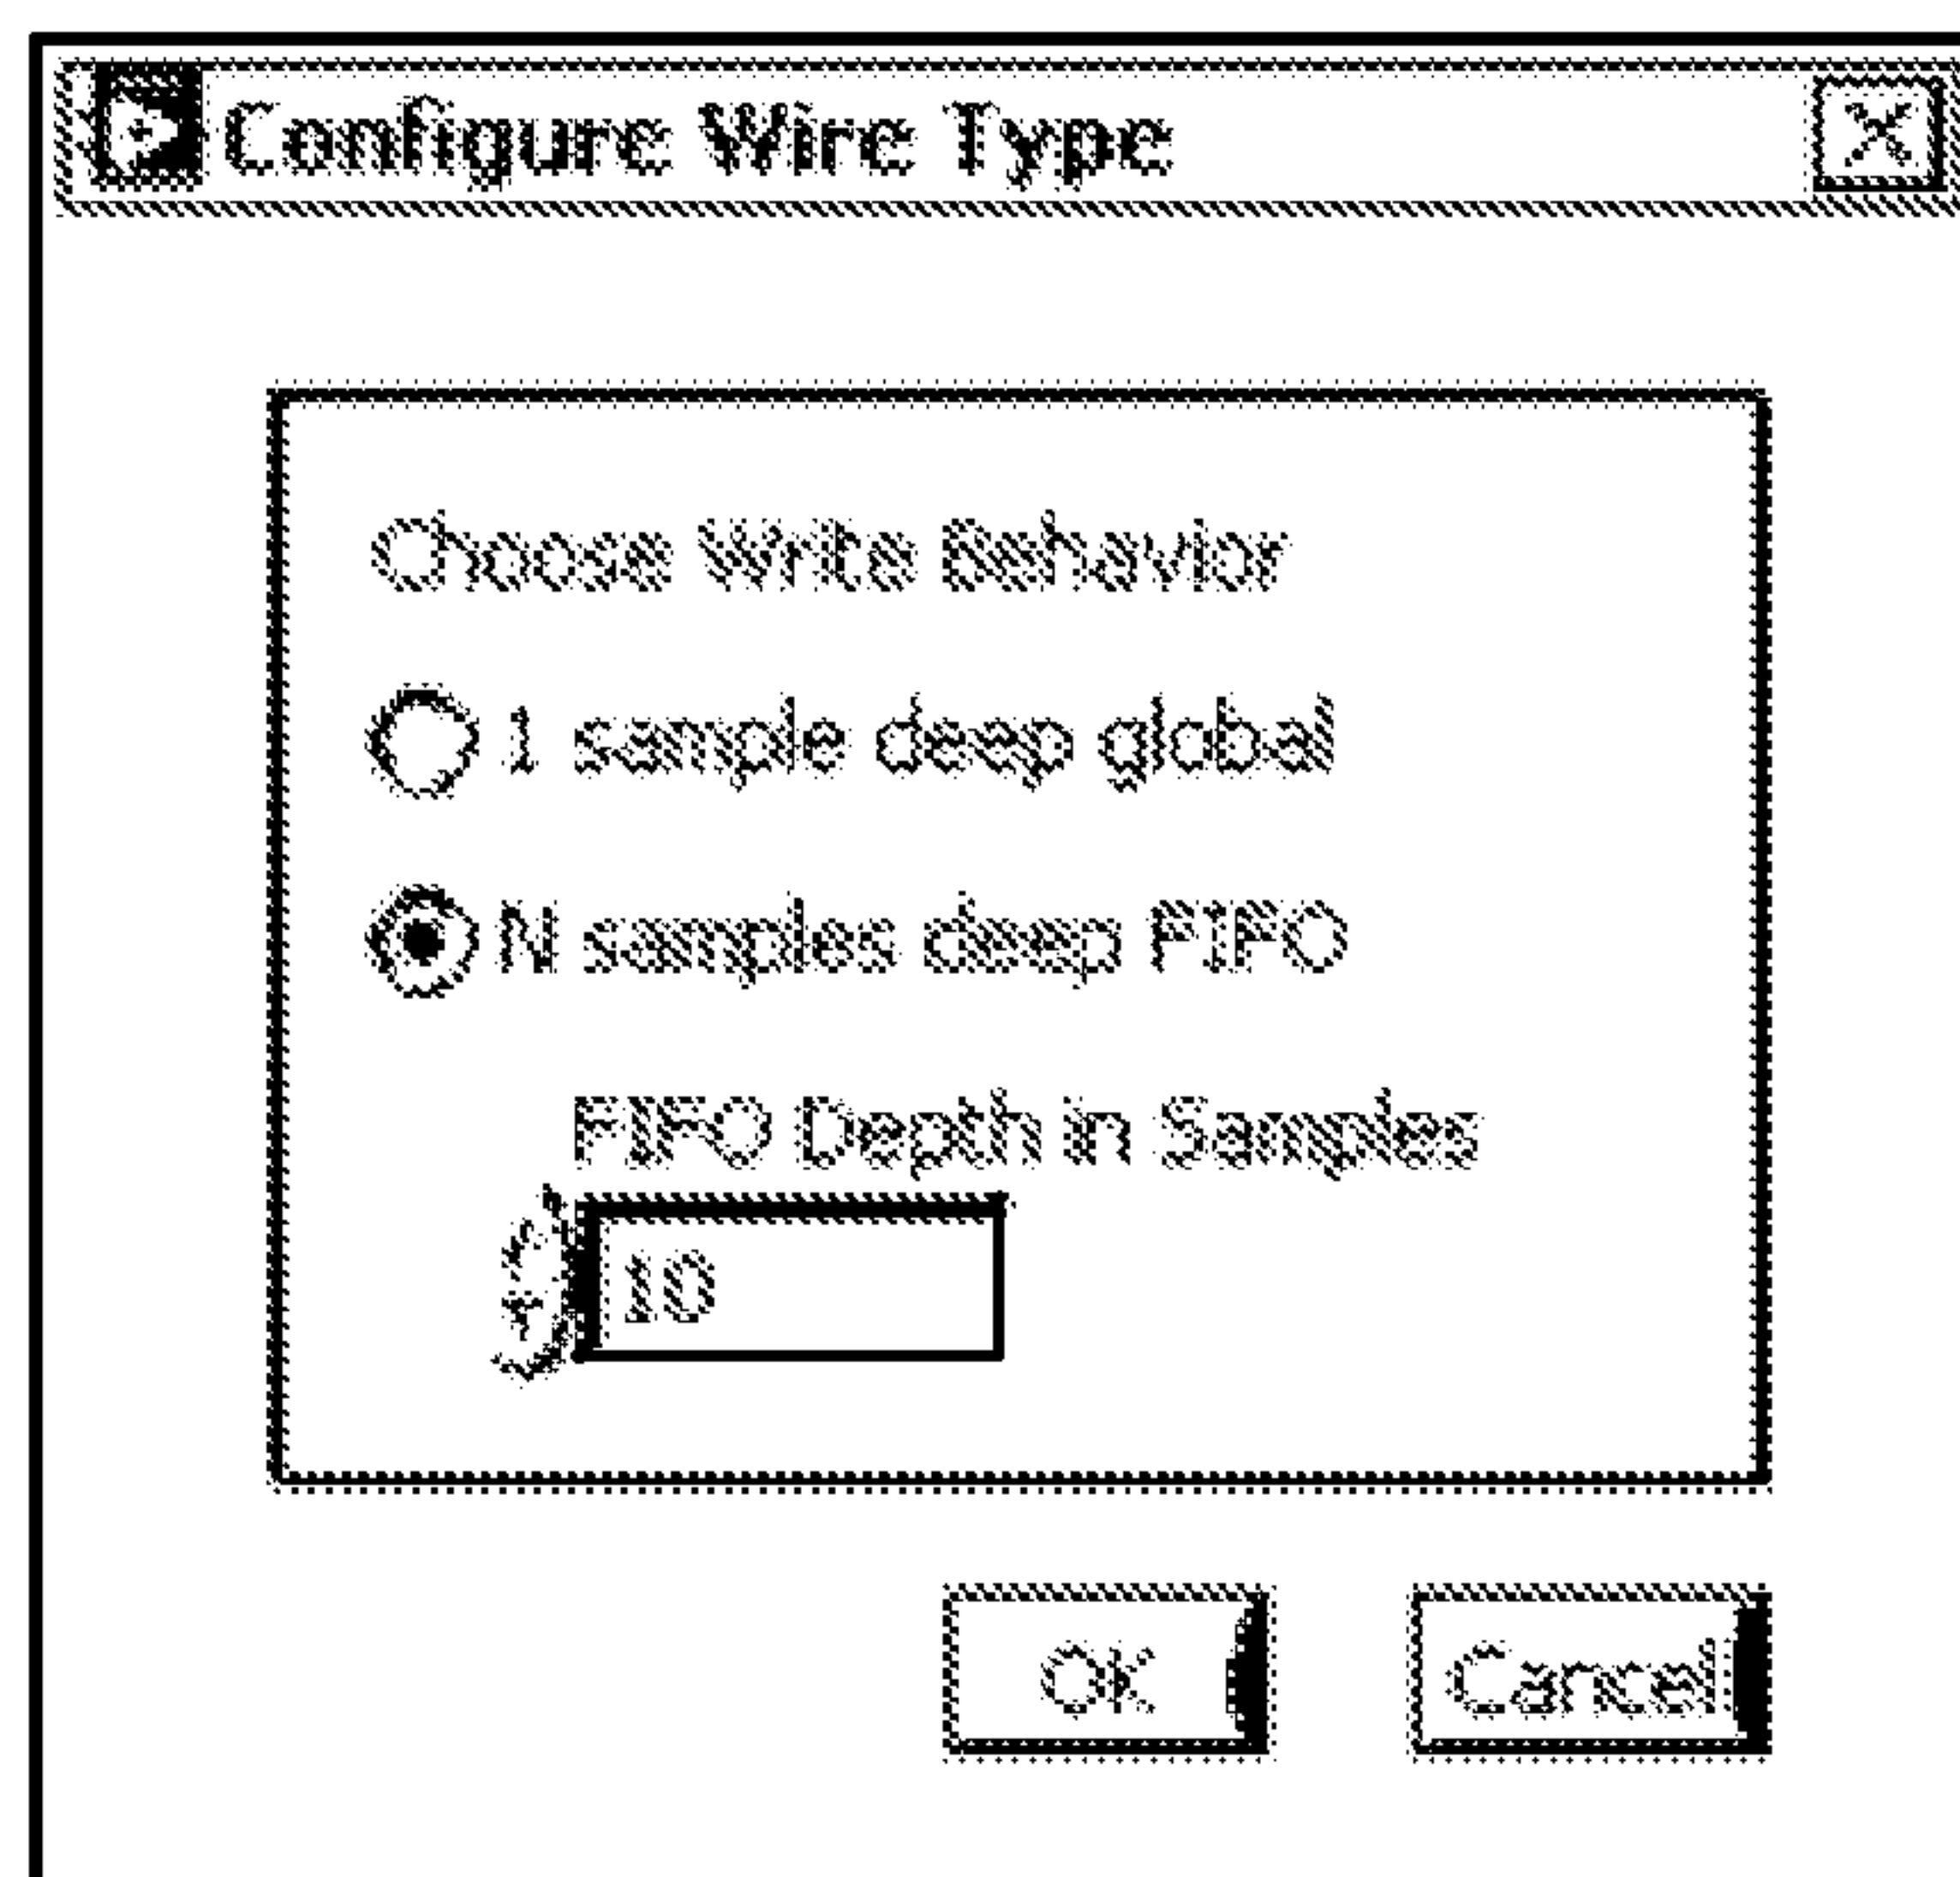 Configure Wire Type
Choose Write Behavior
1 sample deep global
N samples deep FIFO
FIFO Depth in Samples
10
OK Cancel